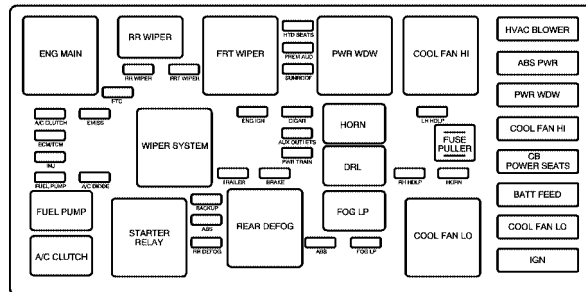 ENG MAIN
RR WIPER
FRT WIPER
HTD SEATS
PREM AUD
SUNROOF
PWR WDW
COOL FAN HI
HVAC BLOWER
RR WIPER
FRT WIPER
ABS PWR
ETC
PWR WDW
A/C CLUTCH
EMISS
WIPER SYSTEM
ENG IGN
CIGAR
HORN
LH HDLP
COOL FAN HI
ECM/TCM
AUX OUTLETS
FUSE
PULLER
INJ
PWR TRAIN
DRL
CB
POWER SEATS
FUEL PUMP
A/C DIODE
TRAILER
BRAKE
RH HDLP
HORN
BATT FEED
FUEL PUMP
STARTER
RELAY
BACKUP
ABS
RR DEFOG
REAR DEFOG
FOG LP
COOL FAN LO
COOL FAN LO
A/C CLUTCH
ABS
FOG LP
IGN